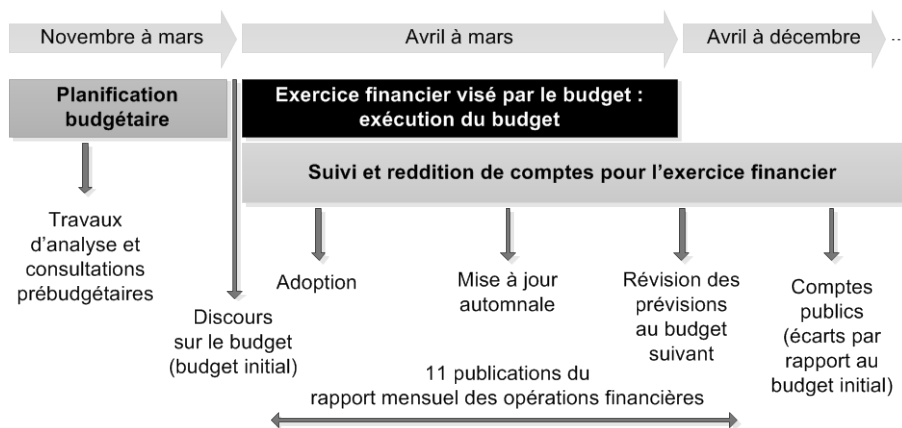 Novembre à mars
Avril à mars
Avril à décembre
...
Planification
budgétaire
Exercice financier visé par le budget :
exécution du budget
Suivi et reddition de comptes pour l'exercice financier
Travaux
d'analyse et
consultations
prébudgétaires
Discours
sur le budget
(budget initial)
Adoption
Mise à jour
automnale
Révision des
prévisions
au budget
suivant
Comptes
publics
(écarts par
rapport au
budget initial)
11 publications du
rapport mensuel des opérations financières